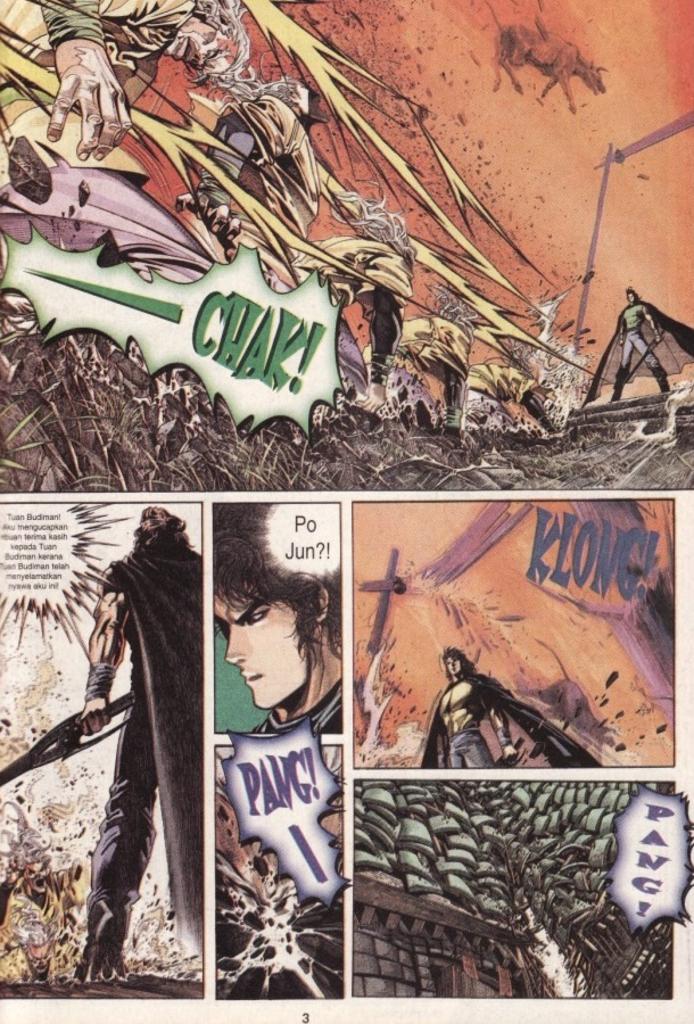 CHAK!
Tuan Budiman!
Aku mengucapkan
buan terima kasih
kepada Tuan
Budiman kerana
Tuan Budiman telah
menyelamatkan
nyawa aku ini!
Po
Jun?!
PANG!
KLONG!
PANG!
3